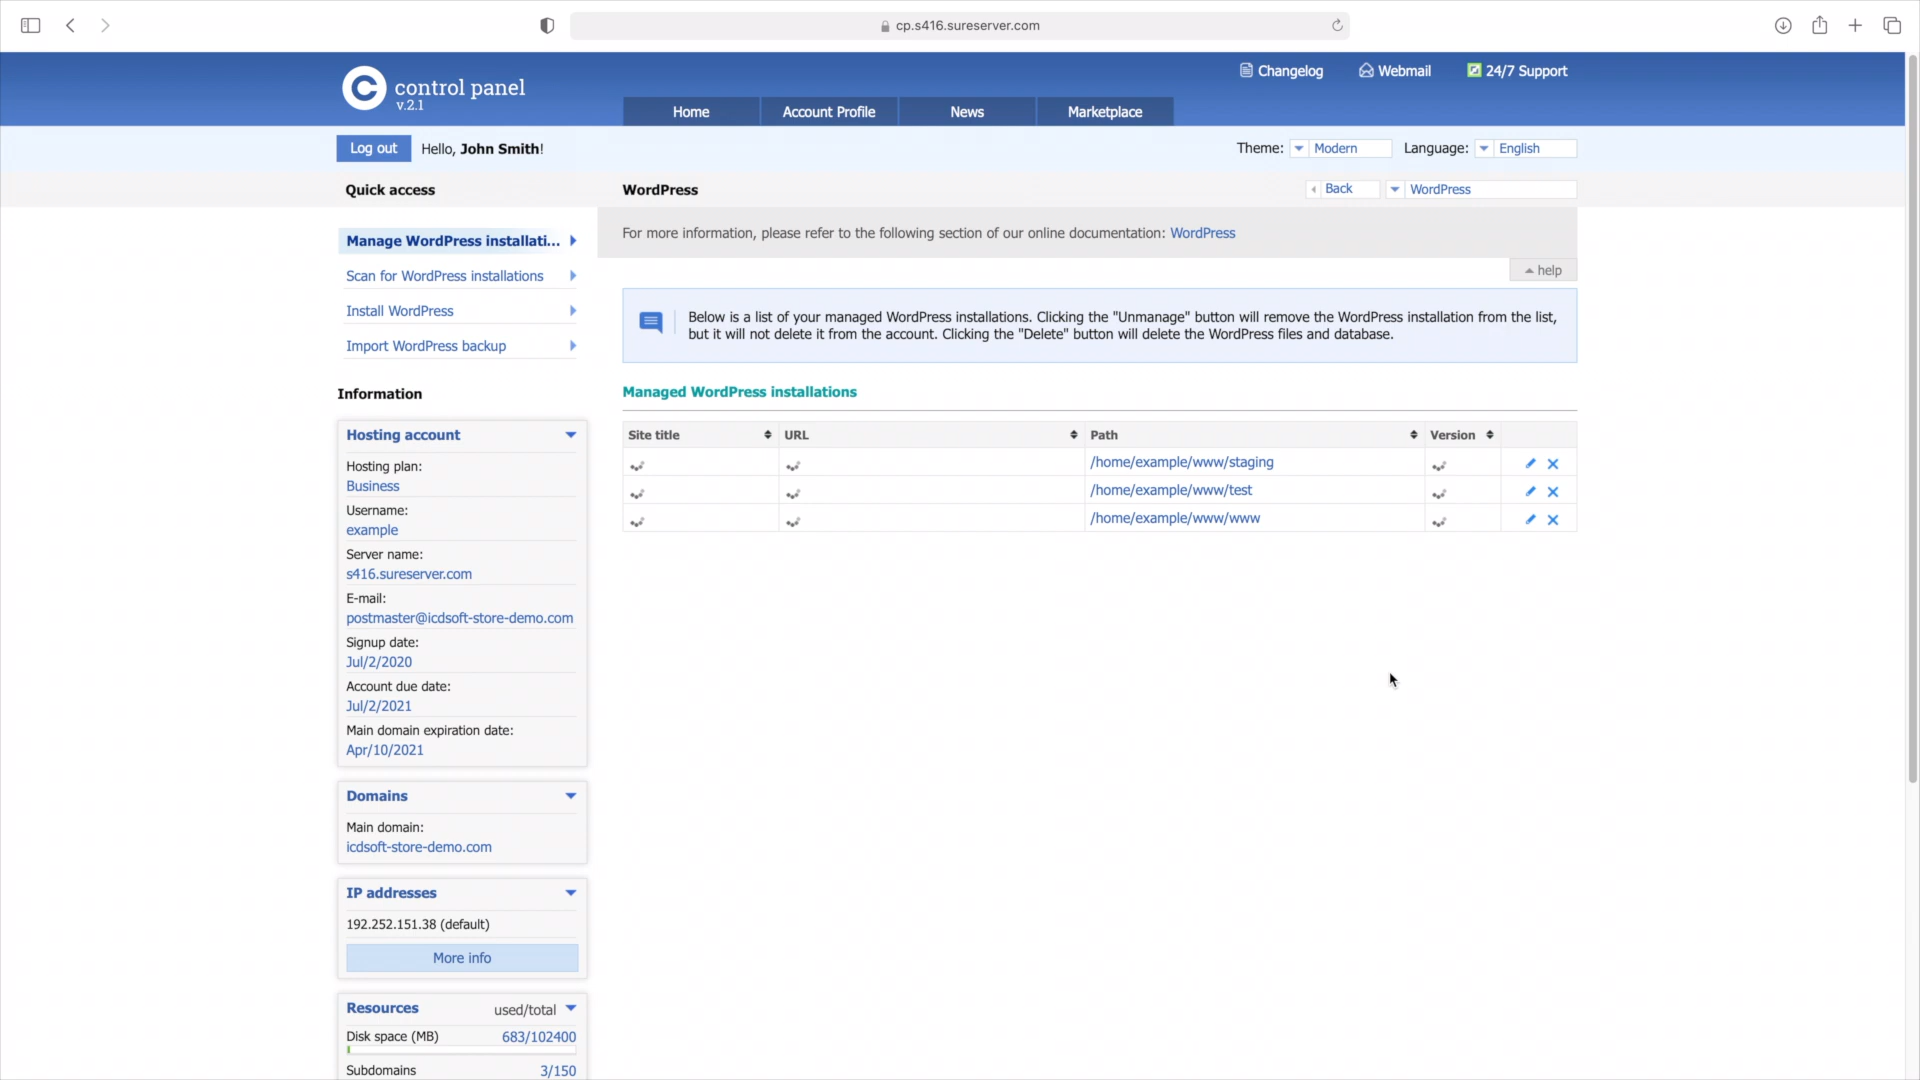 cp.s416.sureserver.com
control panel
v.2.1
Changelog
Webmail
24/7 Support
Home
Account Profile
News
Marketplace
Log out
Hello, John Smith!
Theme:
Modern
Language:
English
Quick access
WordPress
Back
WordPress
Manage WordPress installati...
Scan for WordPress installations
Install WordPress
Import WordPress backup
For more information, please refer to the following section of our online documentation: WordPress
help
Below is a list of your managed WordPress installations. Clicking the "Unmanage" button will remove the WordPress installation from the list,
but it will not delete it from the account. Clicking the "Delete" button will delete the WordPress files and database.
Managed WordPress installations
Site title
URL
Path
Version
/home/example/www/staging
/home/example/www/test
/home/example/www/www
Information
Hosting account
Hosting plan:
Business
Username:
example
Server name:
s416.sureserver.com
E-mail:
postmaster@icdsoft-store-demo.com
Signup date:
Jul/2/2020
Account due date:
Jul/2/2021
Main domain expiration date:
Apr/10/2021
Domains
Main domain:
icdsoft-store-demo.com
IP addresses
192.252.151.38 (default)
More info
Resources used/total
Disk space (MB) 683/102400
Subdomains 3/150